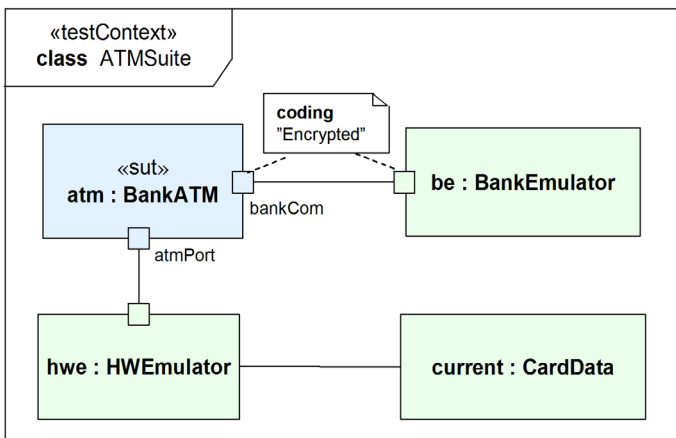 «testContext»
class ATMSuite
coding
"Encrypted"
«sut»
atm : BankATM
be : BankEmulator
bankCom
atmPort
hwe : HWEmulator
current : CardData